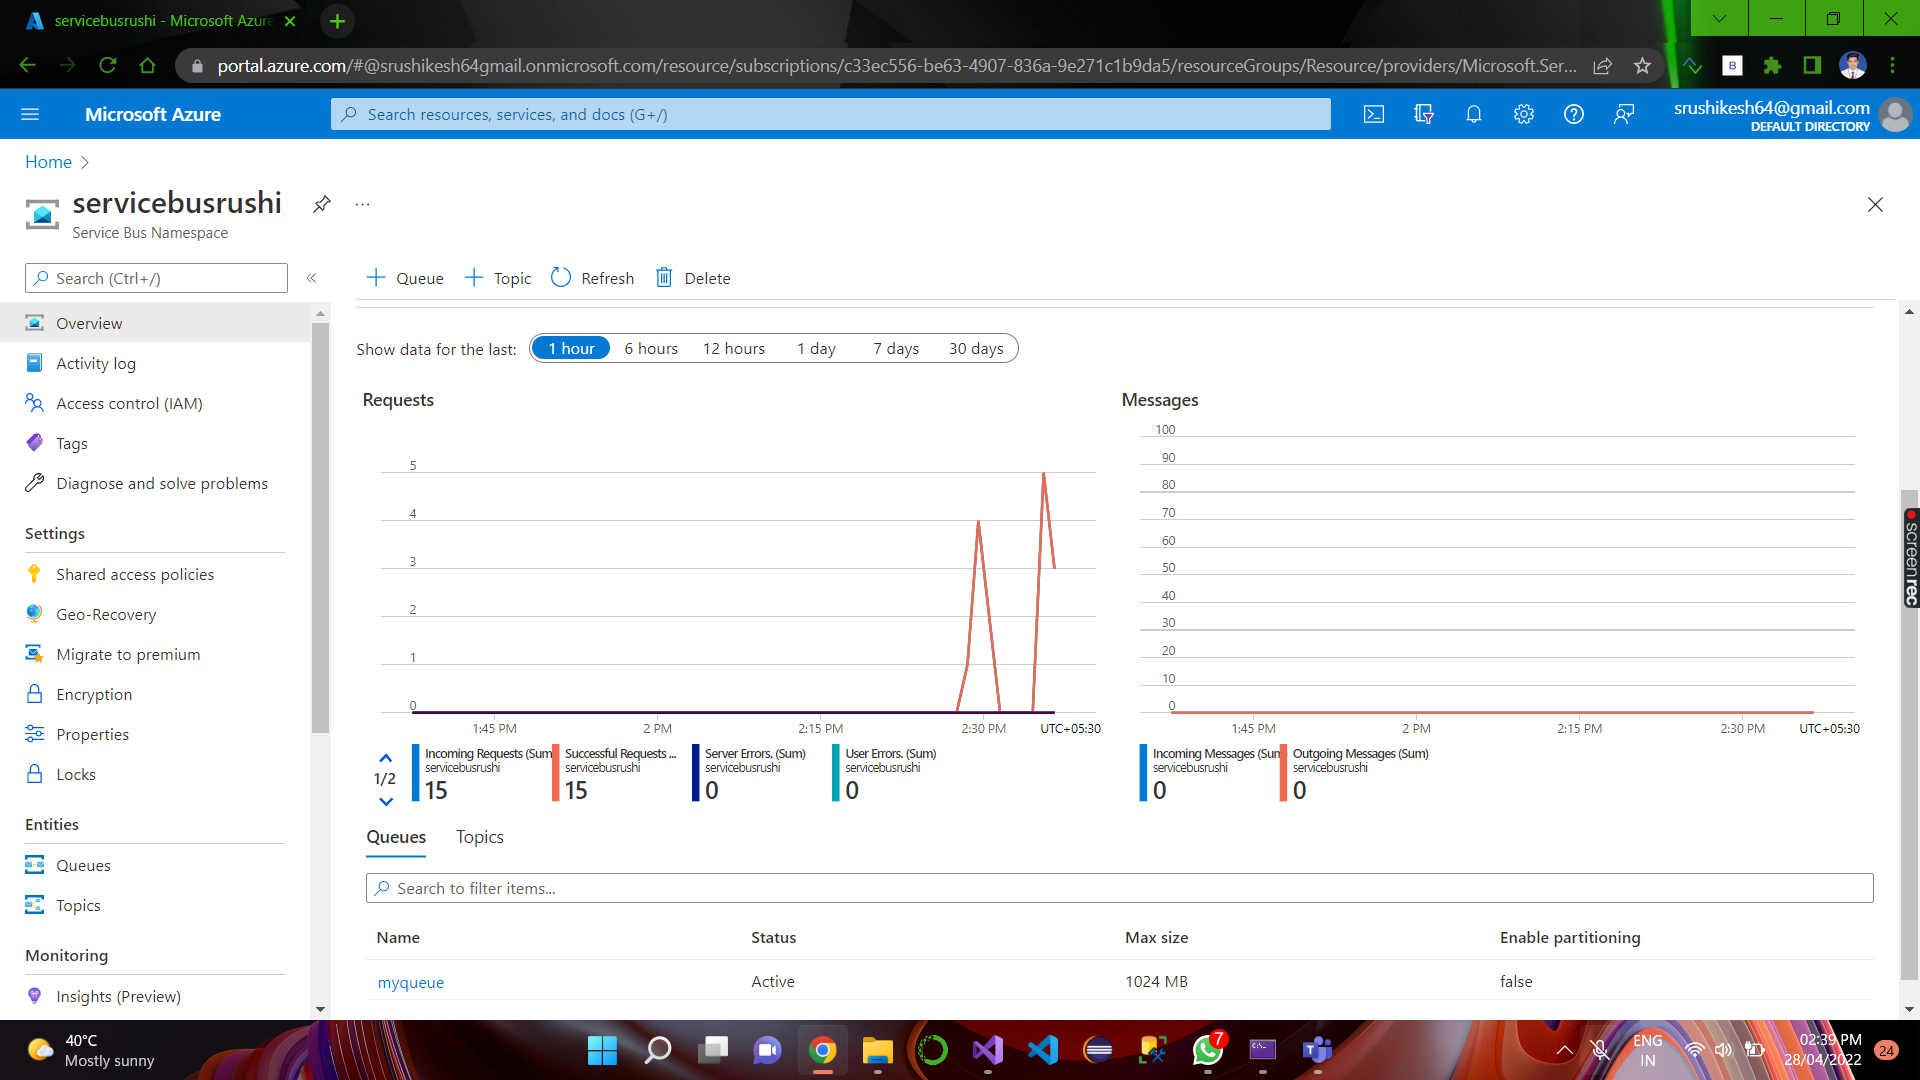 servicebusrushi - Microsoft Azure
portal.azure.com/#@srushikesh64gmail.onmicrosoft.com/resource/subscriptions/c33ec556-be63-4907-836a-9e271c1b9da5/resourceGroups/Resource/providers/Microsoft.Ser...
B
Microsoft Azure
Search resources, services, and docs (G+/)
srushikesh64@gmail.com
DEFAULT DIRECTORY
Home
servicebusrushi
...
Service Bus Namespace
Search (Ctrl+/)
Queue
Topic
Refresh
Delete
Overview
Activity log
Access control (IAM)
Tags
Diagnose and solve problems
Settings
Shared access policies
Geo-Recovery
Migrate to premium
Encryption
Properties
Locks
Entities
Queues
Topics
Monitoring
Insights (Preview)
Show data for the last:
1 hour
6 hours
12 hours
1 day
7 days
30 days
Requests
5
4
3
2
1
0
1:45 PM
2 PM
2:15 PM
2:30 PM
UTC+05:30
1/2
Incoming Requests (Sum
servicebusrushi
15
Successful Requests ...
servicebusrushi
15
Server Errors. (Sum)
servicebusrushi
0
User Errors. (Sum)
servicebusrushi
0
Messages
100
90
80
70
60
50
40
30
20
10
0
1:45 PM
2 PM
2:15 PM
2:30 PM
UTC+05:30
Incoming Messages (Sum
servicebusrushi
0
Outgoing Messages (Sum)
servicebusrushi
0
Queues
Topics
Search to filter items...
Name
Status
Max size
Enable partitioning
myqueue
Active
1024 MB
false
screenrec
40°C
Mostly sunny
7
ENG
IN
02:39 PM
28/04/2022
24